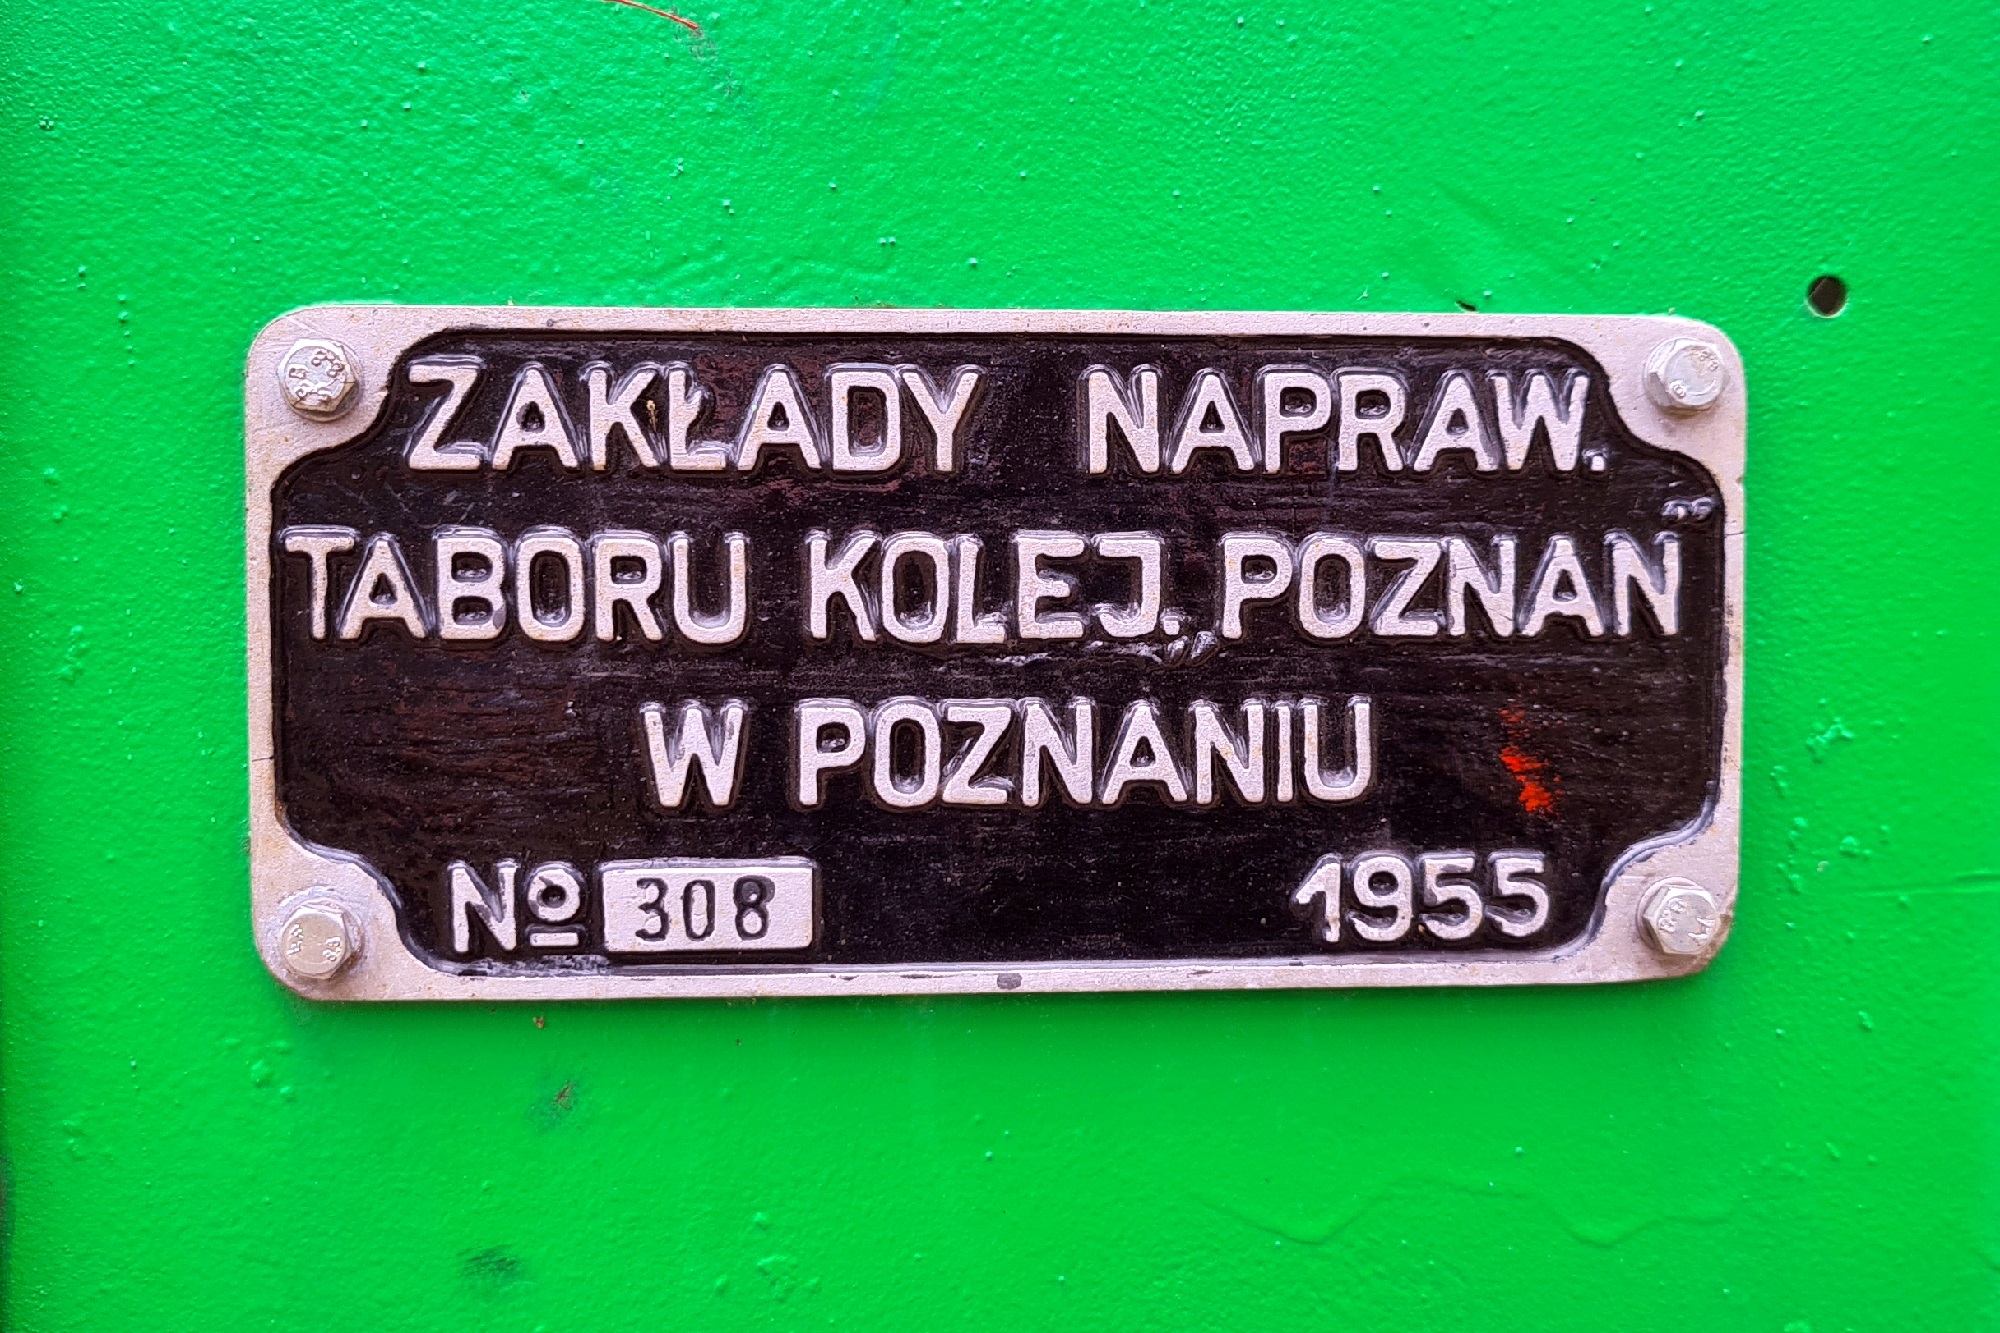 ZAKŁADY NAPRAW.
TABORU KOLEJ. „POZNAŃ”
W POZNANIU
Nº 308 1955